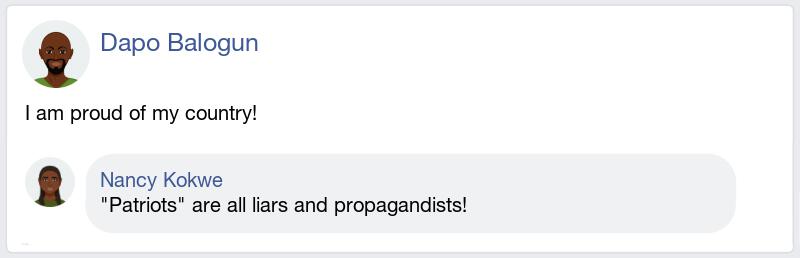 Dapo Balogun
I am proud of my country!
Nancy Kokwe
"Patriots" are all liars and propagandists!